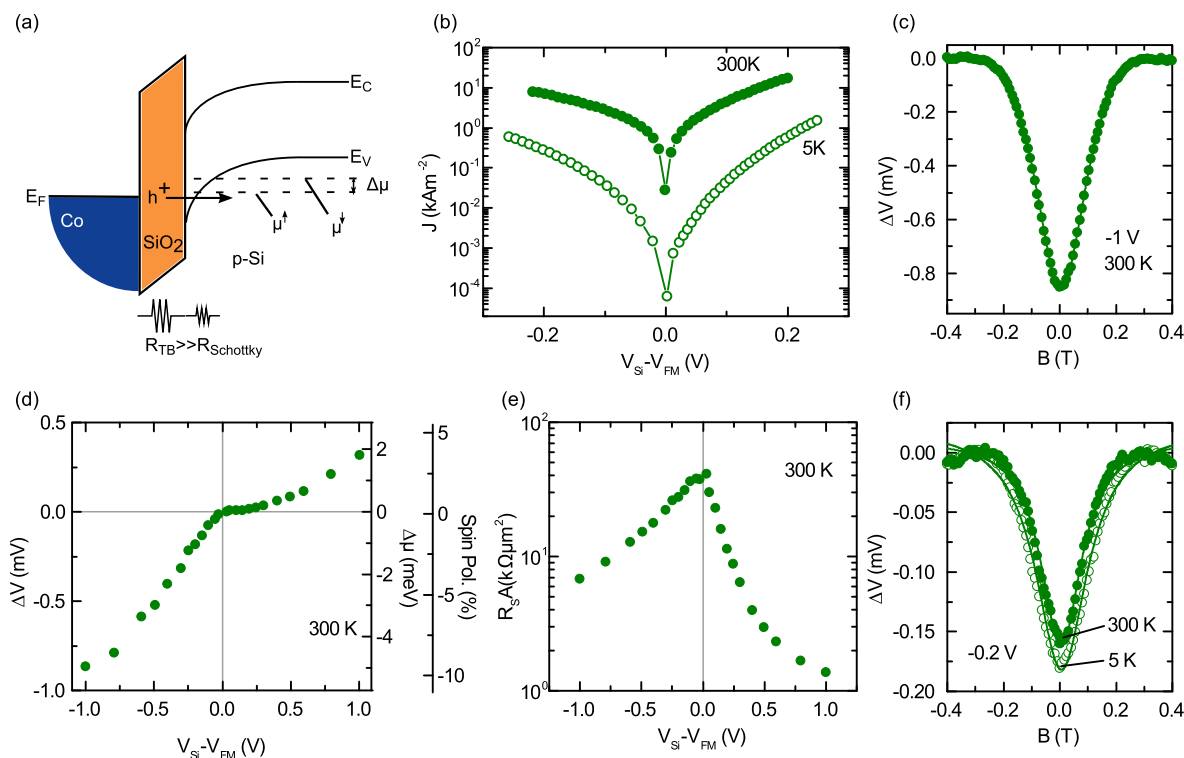 (a)
E_C
E_V
E_F
h⁺
Δμ
Co
μ↑
μ↓
SiO₂
p-Si
R_TB>>R_Schottky
(b)
10²
10¹
10⁰
10⁻¹
10⁻²
10⁻³
10⁻⁴
J (kAm⁻²)
300K
5K
-0.2 0.0 0.2
V_Si-V_FM (V)
(c)
0.0
-0.2
-0.4
-0.6
-0.8
ΔV (mV)
-1 V
300 K
-0.4 -0.2 0.0 0.2 0.4
B (T)
(d)
0.5
0.0
-0.5
-1.0
ΔV (mV)
300 K
2
0
-2
-4
Δμ (meV)
5
0
-5
-10
Spin Pol. (%)
-1.0 -0.5 0.0 0.5 1.0
V_Si-V_FM (V)
(e)
10²
10¹
10⁰
R_SA(kΩμm²)
300 K
-1.0 -0.5 0.0 0.5 1.0
V_Si-V_FM (V)
(f)
0.00
-0.05
-0.10
-0.15
-0.20
ΔV (mV)
-0.2 V
300 K
5 K
-0.4 -0.2 0.0 0.2 0.4
B (T)